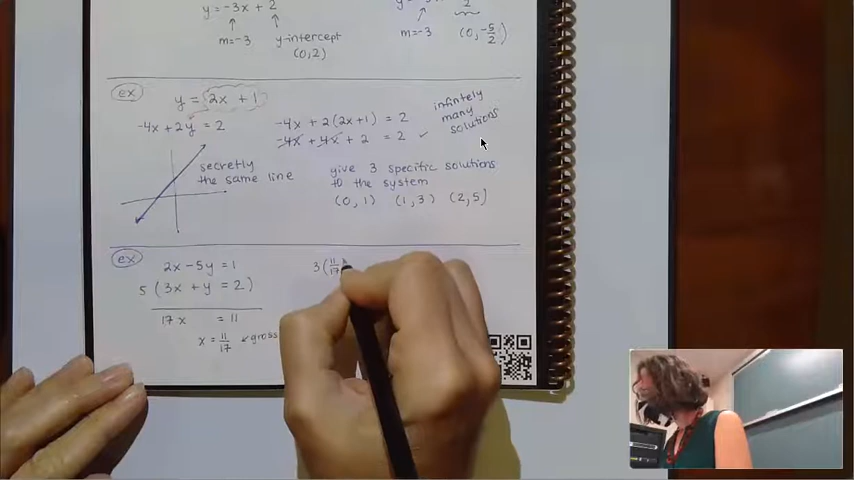 y = -3x + 2
m=-3
y-intercept
(0,2)
2
m=-3
(0, -5/2)
ex
y = 2x + 1
-4x + 2y = 2
secretly
the same line
-4x + 2(2x+1) = 2
-4x + 4x + 2 = 2 ✓
infintely
many
solutions
give 3 specific solutions
to the system
(0,1) (1,3) (2,5)
ex
2x - 5y = 1
5 (3x + y = 2)
17x = 11
x = 11/17 ← gross
3(11/17)